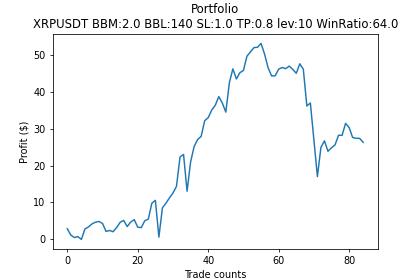 Portfolio
XRPUSDT BBM:2.0 BBL:140 SL:1.0 TP:0.8 lev:10 WinRatio:64.0
50
40
30
20
10
0
Profit ($)
0 20 40 60 80
Trade counts